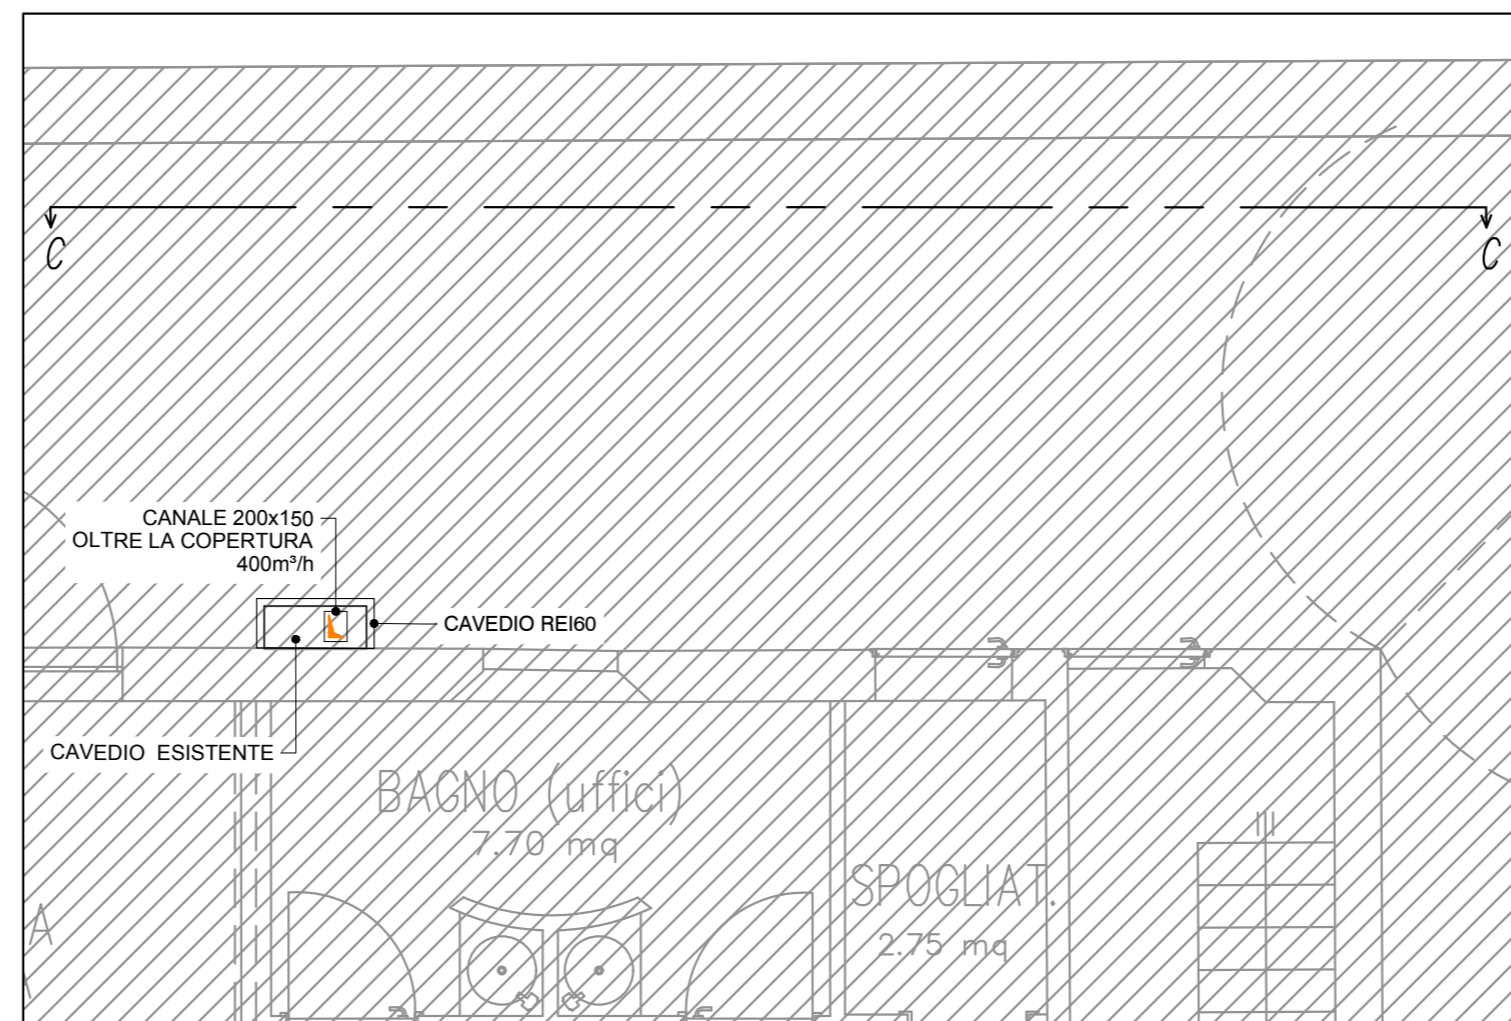 C
C
CANALE 200x150
OLTRE LA COPERTURA
400m³/h
CAVEDIO REI60
CAVEDIO ESISTENTE
BAGNO (uffici)
7.70 mq
SPOGLIAT.
2.75 mq
A